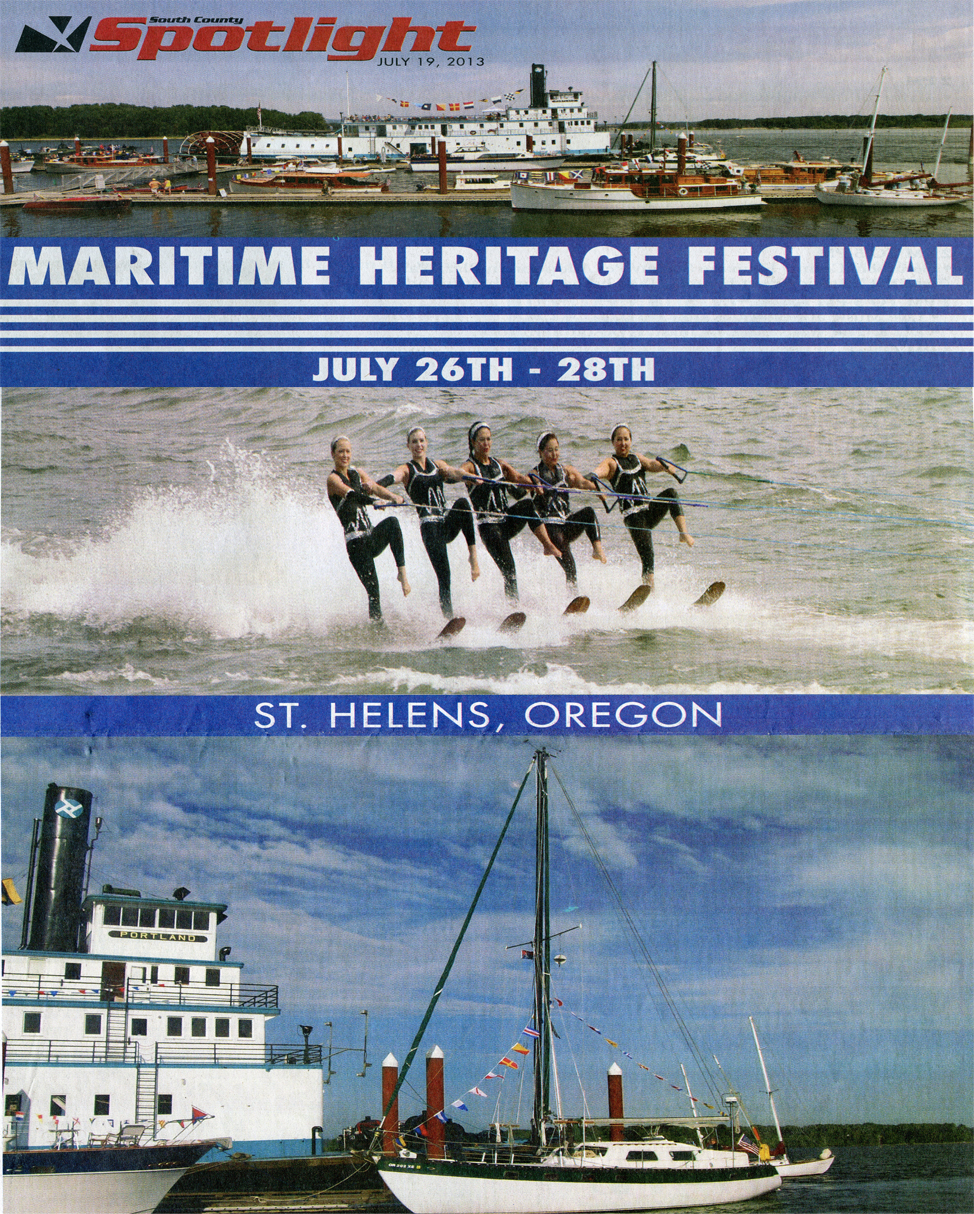 South County
Spotlight
JULY 19, 2013
MARITIME HERITAGE FESTIVAL
JULY 26TH - 28TH
ST. HELENS, OREGON
PORTLAND